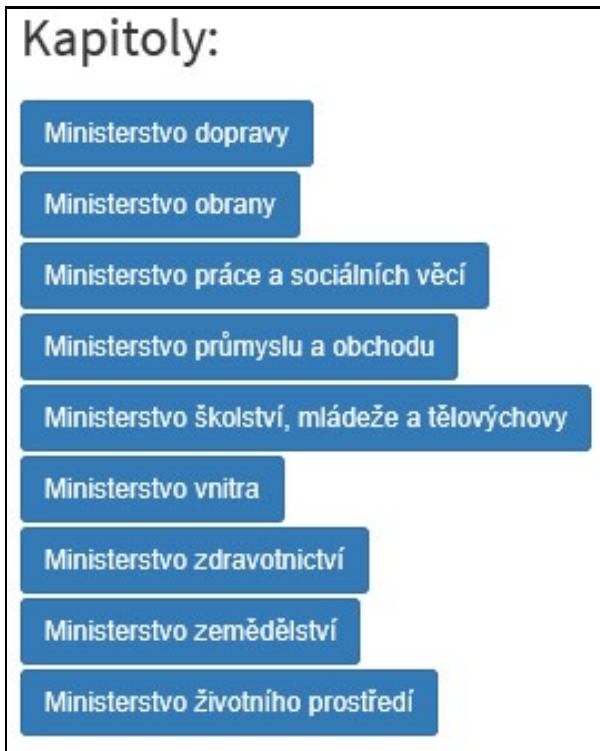 Kapitoly:
Ministerstvo dopravy
Ministerstvo obrany
Ministerstvo práce a sociálních věcí
Ministerstvo průmyslu a obchodu
Ministerstvo školství, mládeže a tělovýchovy
Ministerstvo vnitra
Ministerstvo zdravotnictví
Ministerstvo zemědělství
Ministerstvo životního prostředí